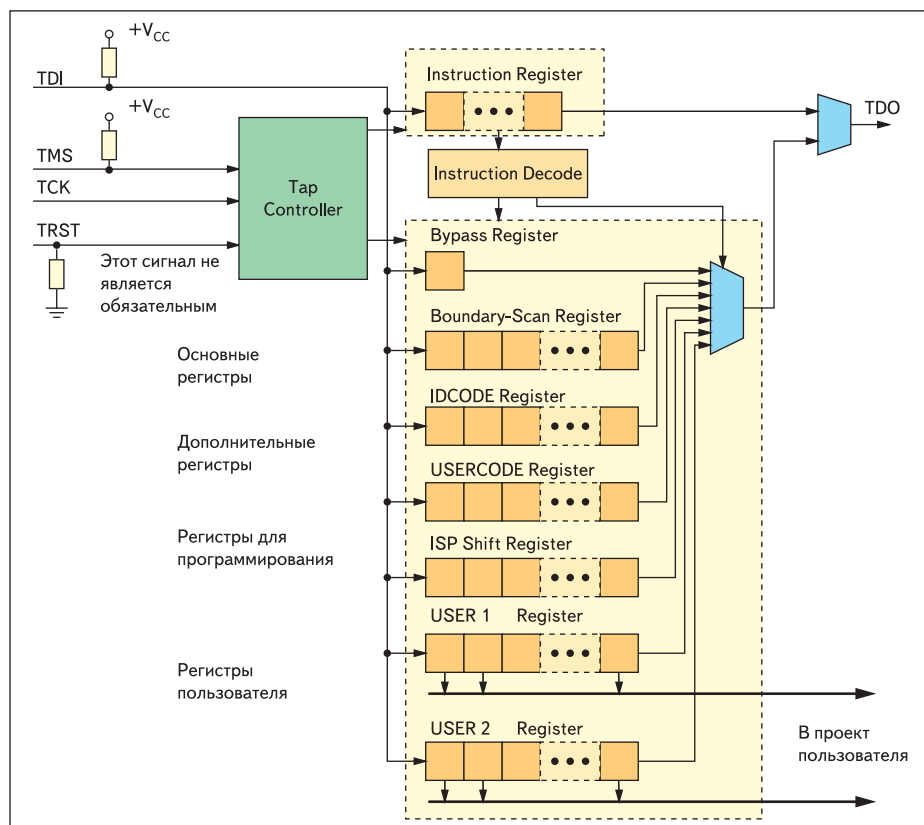 +VCC
TDI
+VCC
TMS
TCK
TRST
Tap
Controller
Этот сигнал не
является
обязательным
Основные
регистры
Дополнительные
регистры
Регистры для
программирования
Регистры
пользователя
Instruction Register
Instruction Decode
Bypass Register
Boundary-Scan Register
IDCODE Register
USERCODE Register
ISP Shift Register
USER 1 Register
USER 2 Register
TDO
В проект
пользователя